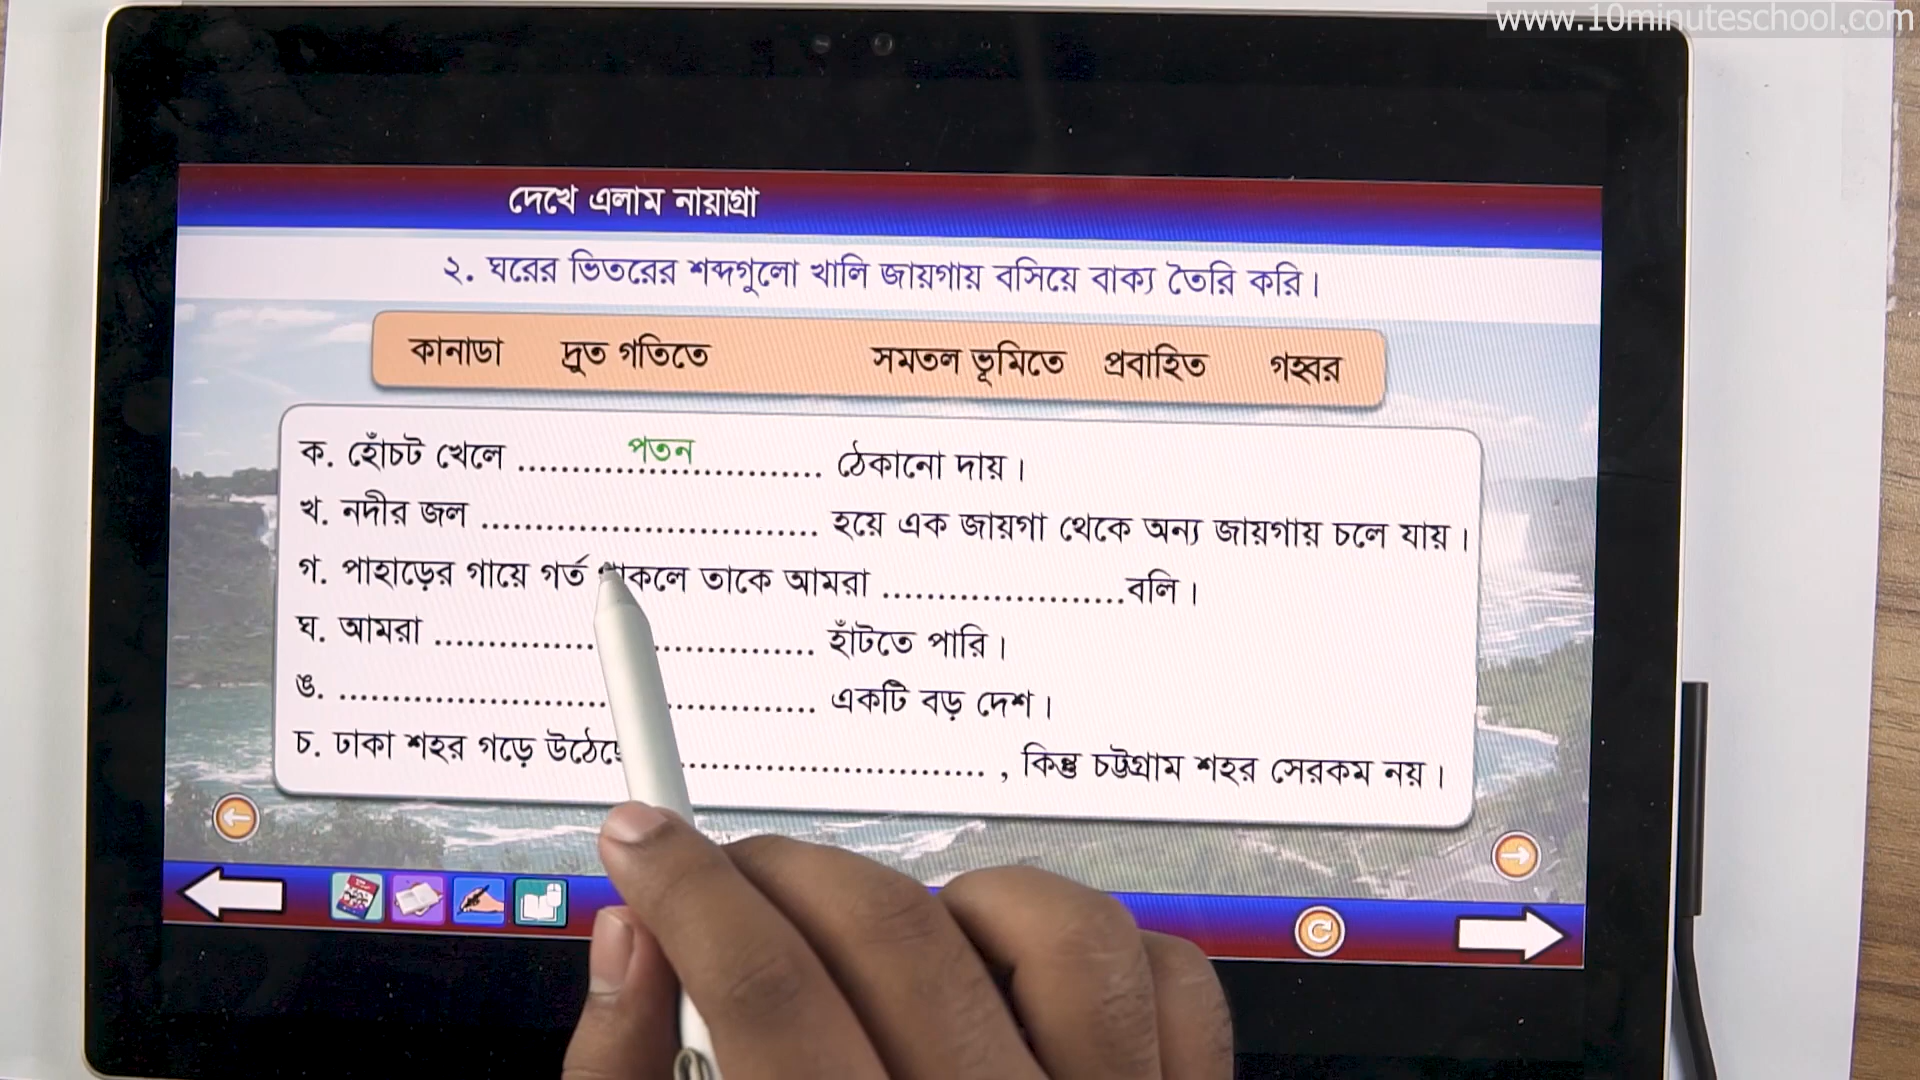 www.10minuteschool.com
দেখে এলাম নায়াগ্রা
২. ঘরের ভিতরের শব্দগুলো খালি জায়গায় বসিয়ে বাক্য তৈরি করি।
কানাডা দ্রুত গতিতে সমতল ভূমিতে প্রবাহিত গহ্বর
ক. হোঁচট খেলে .......... পতন .......... ঠেকানো দায়।
খ. নদীর জল .................... হয়ে এক জায়গা থেকে অন্য জায়গায় চলে যায়।
গ. পাহাড়ের গায়ে গর্ত থাকলে তাকে আমরা ....................বলি।
ঘ. আমরা .................... হাঁটতে পারি।
ঙ. .................... একটি বড় দেশ।
চ. ঢাকা শহর গড়ে উঠেছে .................... , কিন্তু চট্টগ্রাম শহর সেরকম নয়।